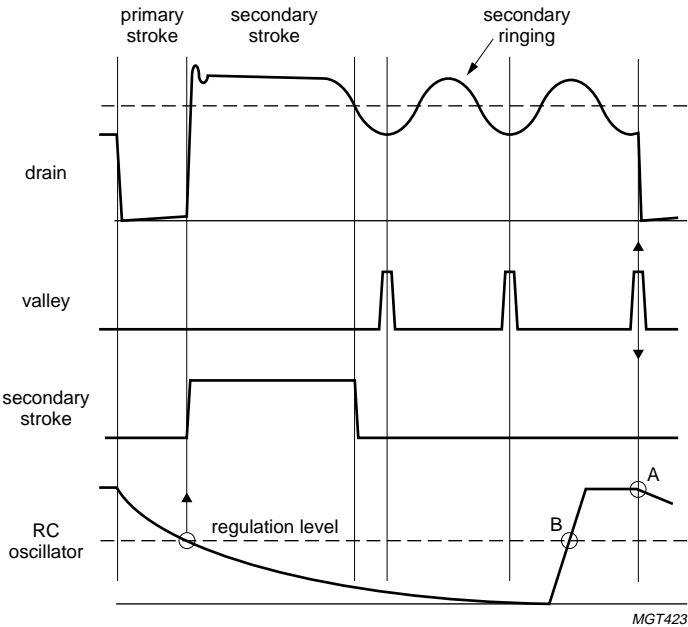 primary
stroke
secondary
stroke
secondary
ringing
drain
valley
secondary
stroke
A
RC
oscillator
regulation level
B
MGT423